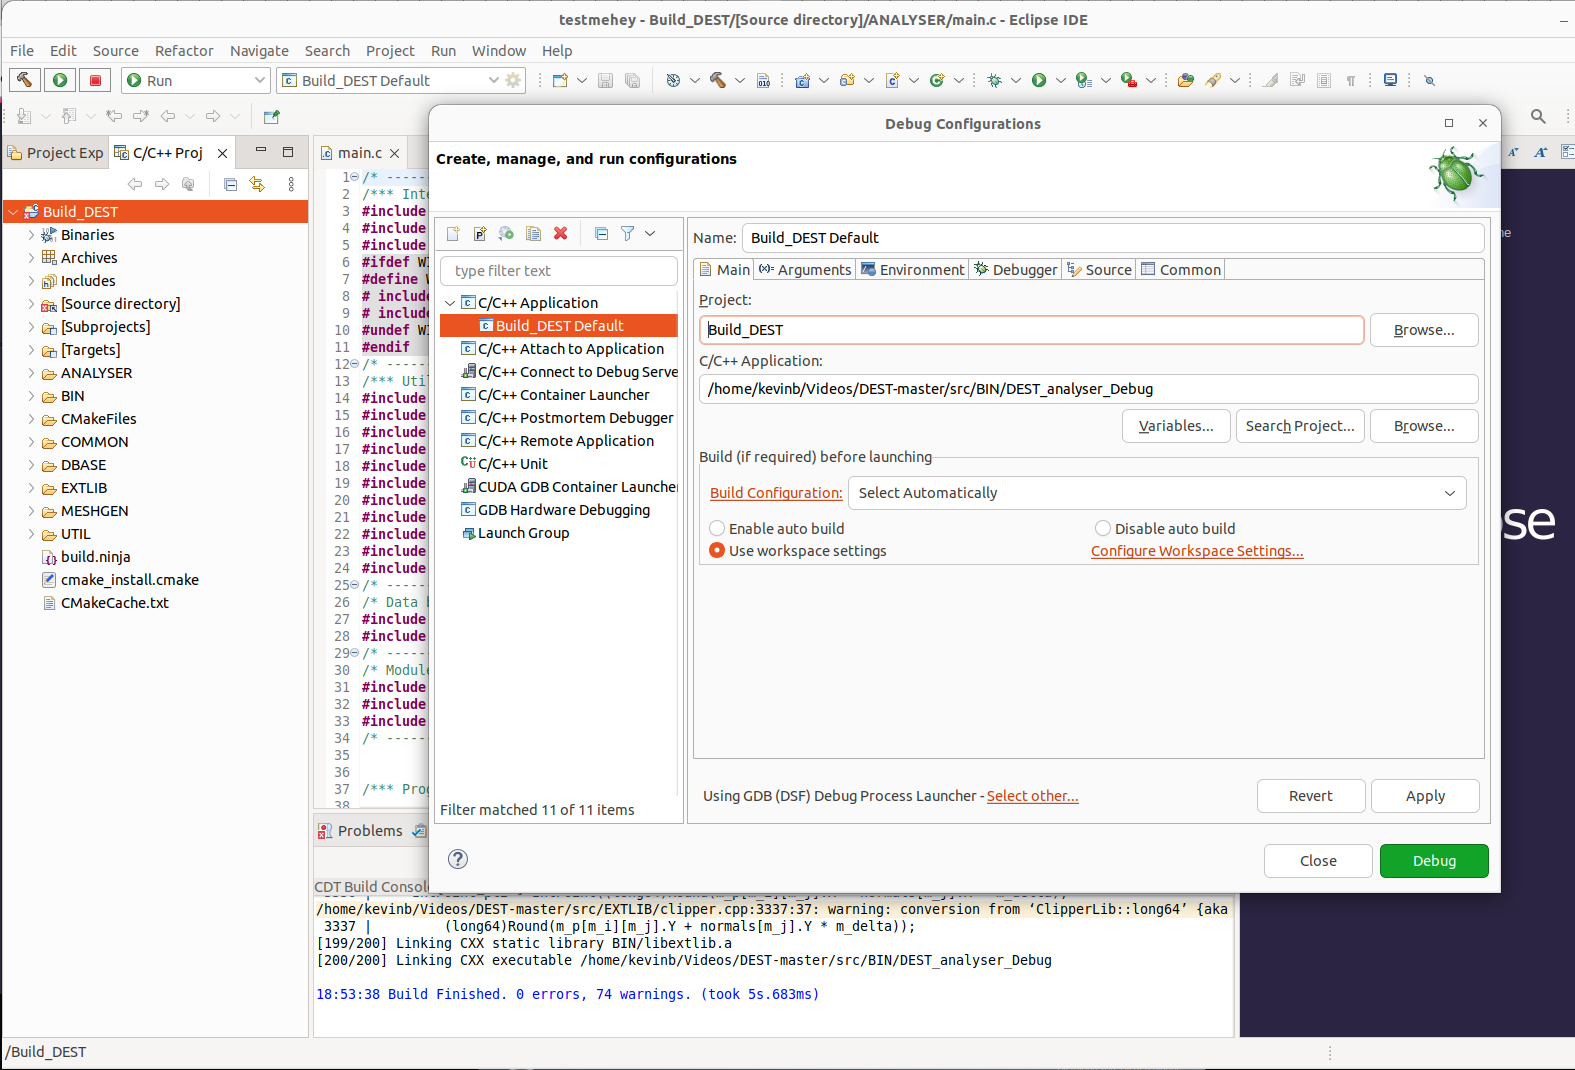 testmehey - Build_DEST/[Source directory]/ANALYSER/main.c - Eclipse IDE
File Edit Source Refactor Navigate Search Project Run Window Help
Run
Build_DEST Default
Project Exp
C/C++ Proj
main.c
Build_DEST
Binaries
Archives
Includes
[Source directory]
[Subprojects]
[Targets]
ANALYSER
BIN
CMakeFiles
COMMON
DBASE
EXTLIB
MESHGEN
UTIL
build.ninja
cmake_install.cmake
CMakeCache.txt
1 /* -----
2 /*** Inte
3 #include
4 #include
5 #include
6 #ifdef WI
7 #define W
8 # includ
9 # includ
10 #undef WI
11 #endif
12 /* -----
13 /*** Util
14 #include
15 #include
16 #include
17 #include
18 #include
19 #include
20 #include
21 #include
22 #include
23 #include
24 #include
25 /* -----
26 /* Data
27 #include
28 #include
29 /* -----
30 /* Module
31 #include
32 #include
33 #include
34 /* -----
35
36
37 /*** Prog
38
Debug Configurations
Create, manage, and run configurations
type filter text
C/C++ Application
Build_DEST Default
C/C++ Attach to Application
C/C++ Connect to Debug Serve
C/C++ Container Launcher
C/C++ Postmortem Debugger
C/C++ Remote Application
C/C++ Unit
CUDA GDB Container Launcher
GDB Hardware Debugging
Launch Group
Filter matched 11 of 11 items
Name: Build_DEST Default
Main Arguments Environment Debugger Source Common
Project:
Build_DEST
Browse...
C/C++ Application:
/home/kevinb/Videos/DEST-master/src/BIN/DEST_analyser_Debug
Variables... Search Project... Browse...
Build (if required) before launching
Build Configuration: Select Automatically
Enable auto build
Disable auto build
Use workspace settings
Configure Workspace Settings...
Using GDB (DSF) Debug Process Launcher - Select other...
Revert Apply
Close Debug
me
ose
Problems
CDT Build Console
/home/kevinb/Videos/DEST-master/src/EXTLIB/clipper.cpp:3337:37: warning: conversion from ‘ClipperLib::long64’ {aka
3337 | (long64)Round(m_p[m_i][m_j].Y + normals[m_j].Y * m_delta));
[199/200] Linking CXX static library BIN/libextlib.a
[200/200] Linking CXX executable /home/kevinb/Videos/DEST-master/src/BIN/DEST_analyser_Debug
18:53:38 Build Finished. 0 errors, 74 warnings. (took 5s.683ms)
/Build_DEST